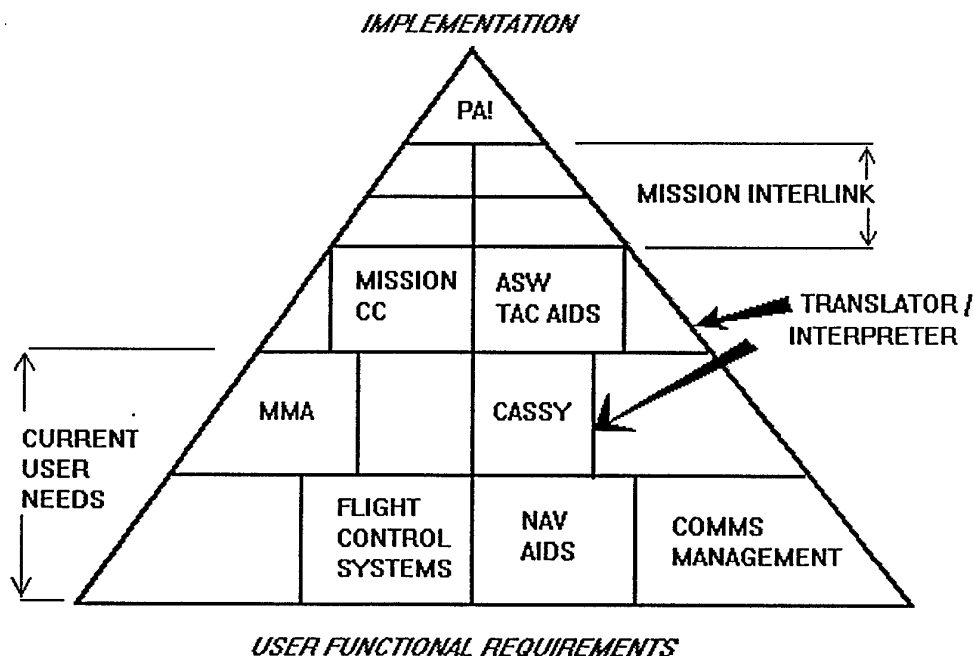 IMPLEMENTATION
PA!
MISSION INTERLINK
MISSION
CC
ASW
TAC AIDS
TRANSLATOR /
INTERPRETER
MMA
CASSY
CURRENT
USER
NEEDS
FLIGHT
CONTROL
SYSTEMS
NAV
AIDS
COMMS
MANAGEMENT
USER FUNCTIONAL REQUIREMENTS